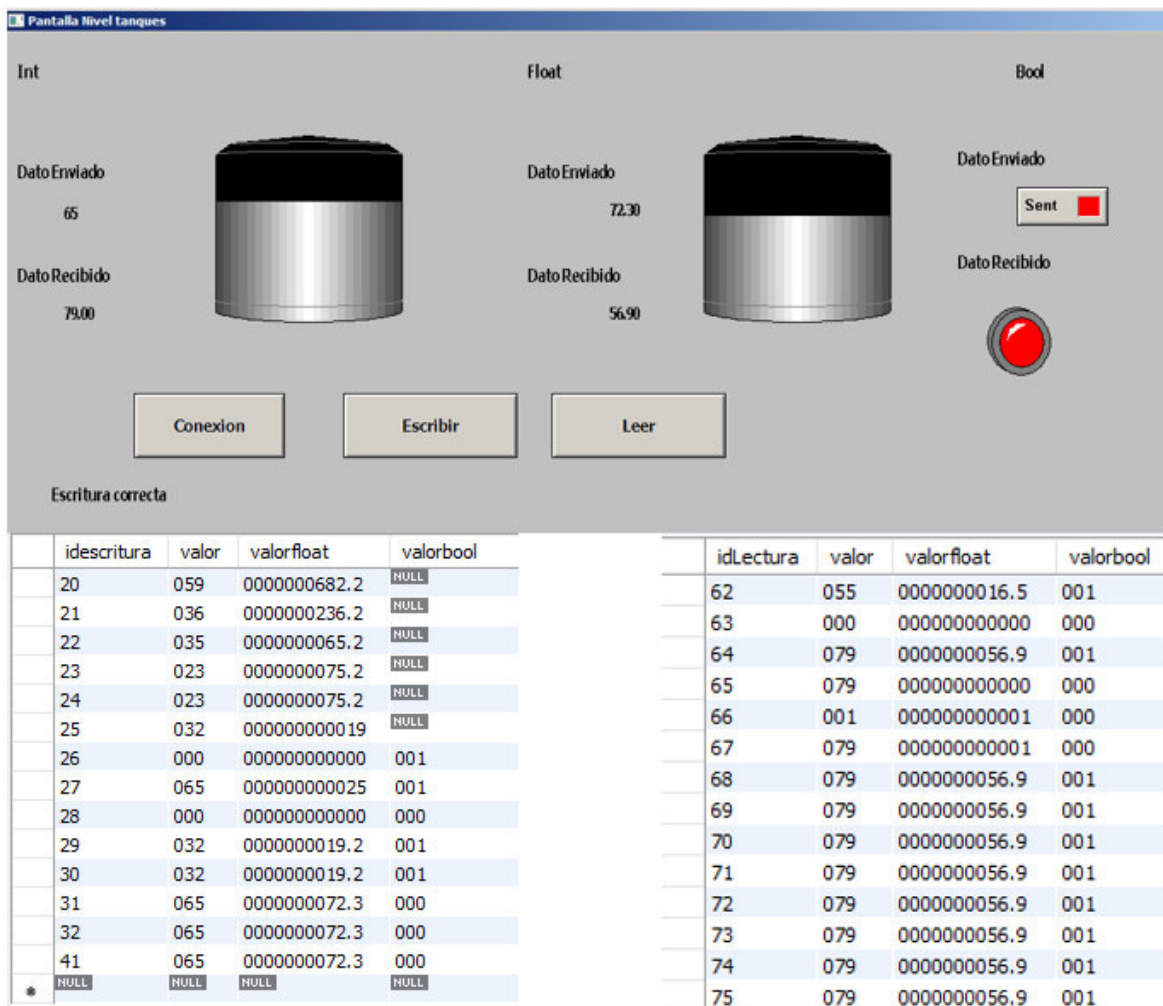 Pantalla Nivel tanques
Int Float Bool
Dato Enviado Dato Enviado Dato Enviado
65 72.30 Sent
Dato Recibido Dato Recibido Dato Recibido
79.00 56.90
Conexion Escribir Leer
Escritura correcta
idescritura valor valorfloat valorbool
20 059 0000000682.2 NULL
21 036 0000000236.2 NULL
22 035 0000000065.2 NULL
23 023 0000000075.2 NULL
24 023 0000000075.2 NULL
25 032 000000000019 NULL
26 000 000000000000 001
27 065 000000000025 001
28 000 000000000000 000
29 032 0000000019.2 001
30 032 0000000019.2 001
31 065 0000000072.3 000
32 065 0000000072.3 000
41 065 0000000072.3 000
* NULL NULL NULL NULL
idLectura valor valorfloat valorbool
62 055 0000000016.5 001
63 000 000000000000 000
64 079 0000000056.9 001
65 079 000000000000 000
66 001 000000000001 000
67 079 000000000001 000
68 079 0000000056.9 001
69 079 0000000056.9 001
70 079 0000000056.9 001
71 079 0000000056.9 001
72 079 0000000056.9 001
73 079 0000000056.9 001
74 079 0000000056.9 001
75 079 0000000056.9 001